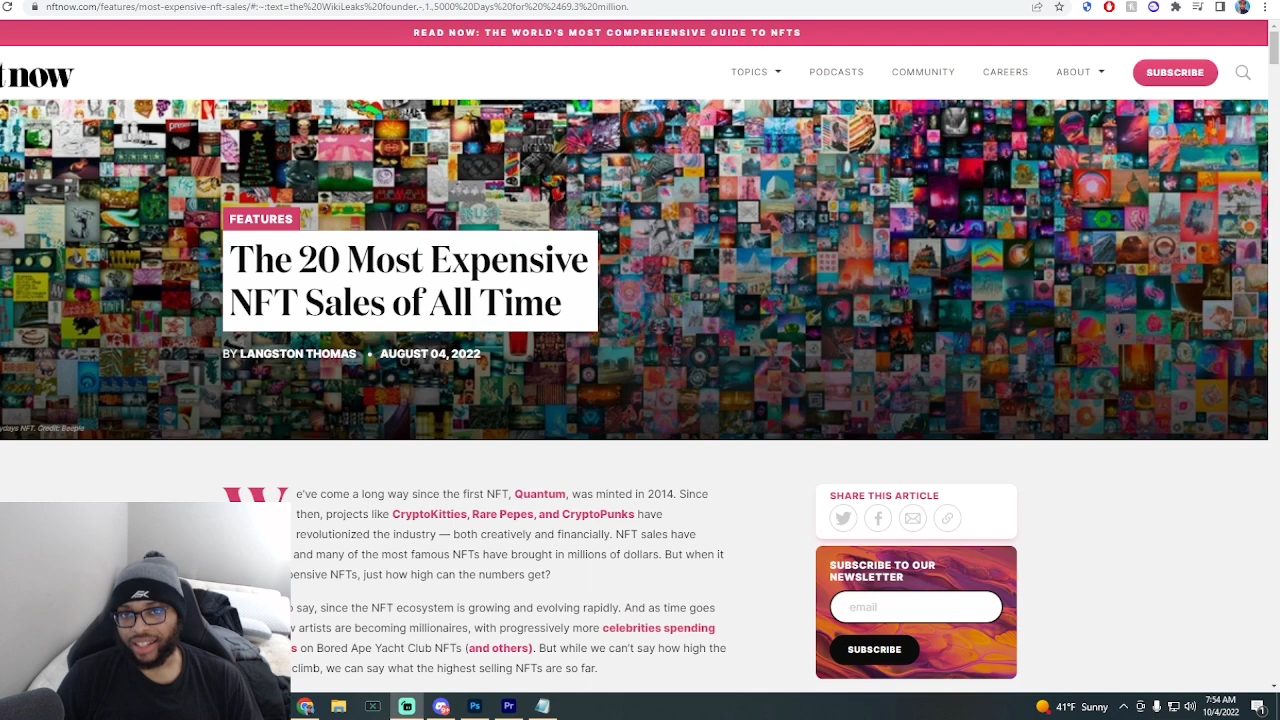 nftnow.com/features/most-expensive-nft-sales/#:~:text=the%20WikiLeaks%20founder.-,1.,5000%20Days%20for%20%2469.3%20million.
READ NOW: THE WORLD'S MOST COMPREHENSIVE GUIDE TO NFTS
t now
TOPICS
PODCASTS
COMMUNITY
CAREERS
ABOUT
SUBSCRIBE
FEATURES
The 20 Most Expensive
NFT Sales of All Time
BY LANGSTON THOMAS • AUGUST 04, 2022
ydays NFT. Credit: Beeple
We've come a long way since the first NFT, Quantum, was minted in 2014. Since
then, projects like CryptoKitties, Rare Pepes, and CryptoPunks have
revolutionized the industry — both creatively and financially. NFT sales have
and many of the most famous NFTs have brought in millions of dollars. But when it
pensive NFTs, just how high can the numbers get?
o say, since the NFT ecosystem is growing and evolving rapidly. And as time goes
w artists are becoming millionaires, with progressively more celebrities spending
s on Bored Ape Yacht Club NFTs (and others). But while we can't say how high the
climb, we can say what the highest selling NFTs are so far.
SHARE THIS ARTICLE
SUBSCRIBE TO OUR
NEWSLETTER
email
SUBSCRIBE
41°F Sunny
7:54 AM
10/4/2022